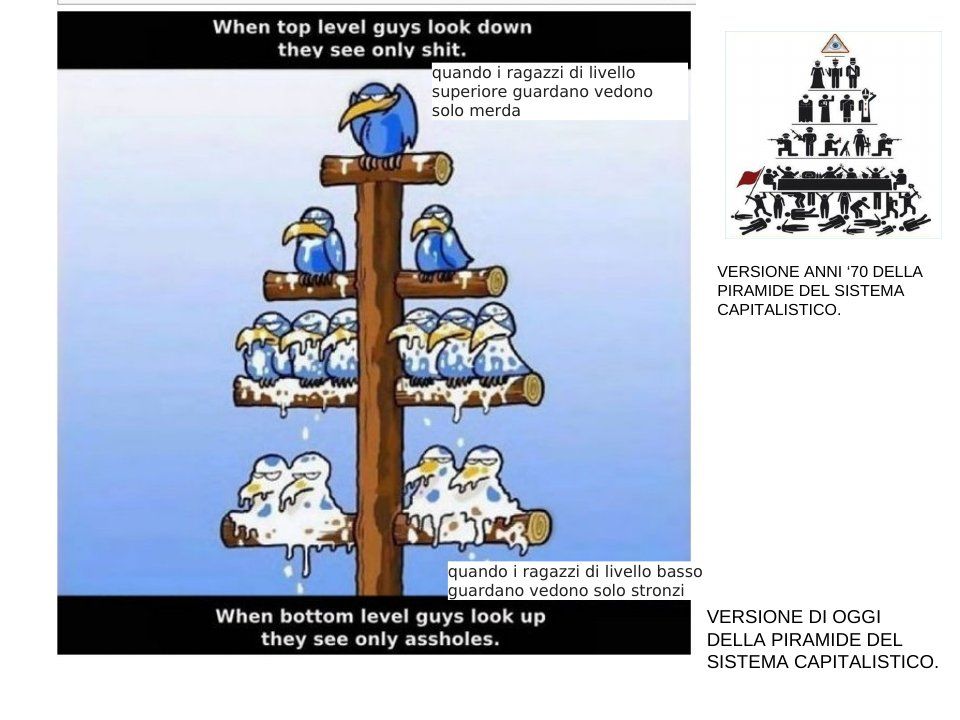 When top level guys look down
they see only shit.
quando i ragazzi di livello
superiore guardano vedono
solo merda
VERSIONE ANNI ‘70 DELLA
PIRAMIDE DEL SISTEMA
CAPITALISTICO.
quando i ragazzi di livello basso
guardano vedono solo stronzi
When bottom level guys look up
they see only assholes.
VERSIONE DI OGGI
DELLA PIRAMIDE DEL
SISTEMA CAPITALISTICO.